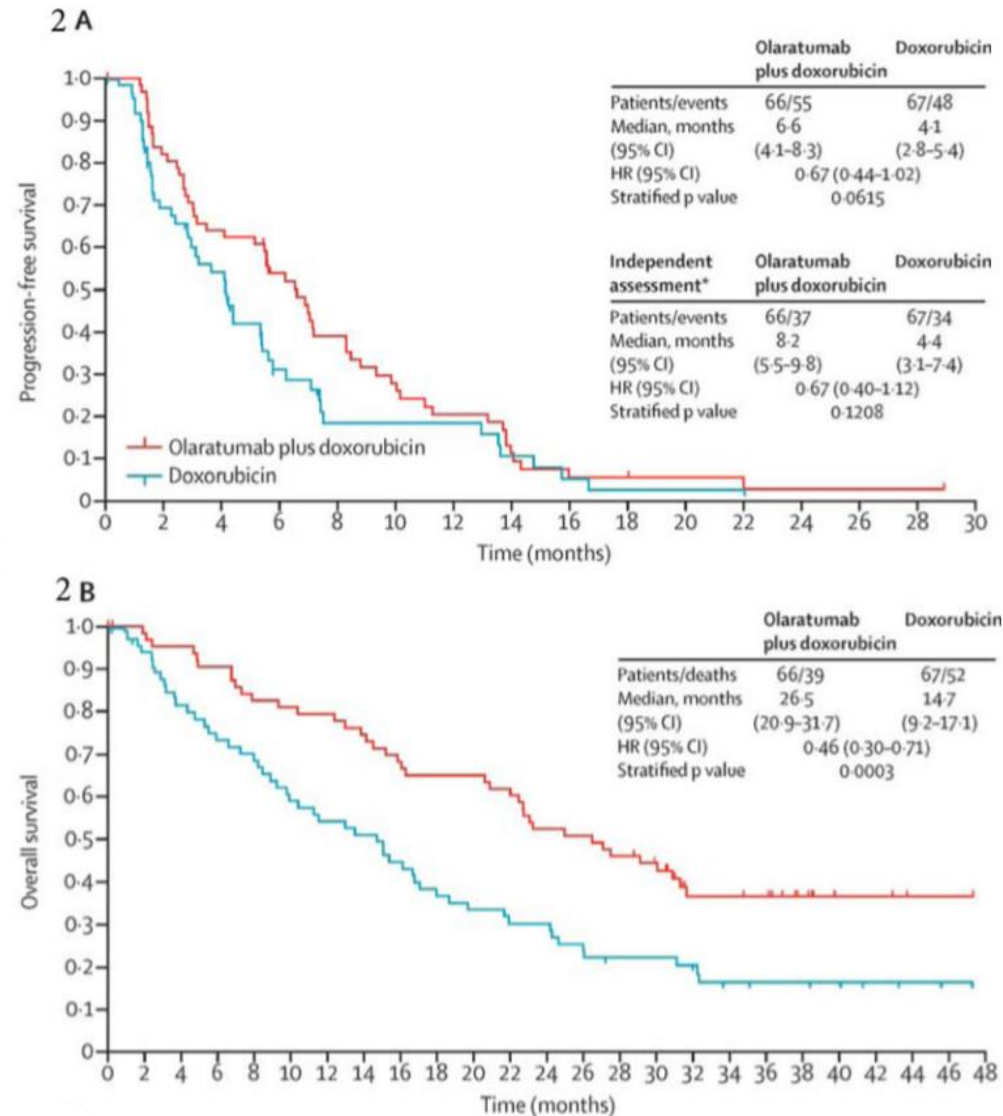 2 A
Olaratumab plus doxorubicin Doxorubicin
Patients/events 66/55 67/48
Median, months 6·6 4·1
(95% CI) (4·1–8·3) (2·8–5·4)
HR (95% CI) 0·67 (0·44–1·02)
Stratified p value 0·0615
Independent assessment* Olaratumab plus doxorubicin Doxorubicin
Patients/events 66/37 67/34
Median, months 8·2 4·4
(95% CI) (5·5–9·8) (3·1–7·4)
HR (95% CI) 0·67 (0·40–1·12)
Stratified p value 0·1208
Progression-free survival
1·0
0·9
0·8
0·7
0·6
0·5
0·4
0·3
0·2
0·1
0
Olaratumab plus doxorubicin
Doxorubicin
0 2 4 6 8 10 12 14 16 18 20 22 24 26 28 30
Time (months)
2 B
Olaratumab plus doxorubicin Doxorubicin
Patients/deaths 66/39 67/52
Median, months 26·5 14·7
(95% CI) (20·9–31·7) (9·2–17·1)
HR (95% CI) 0·46 (0·30–0·71)
Stratified p value 0·0003
Overall survival
1·0
0·9
0·8
0·7
0·6
0·5
0·4
0·3
0·2
0·1
0
0 2 4 6 8 10 12 14 16 18 20 22 24 26 28 30 32 34 36 38 40 42 44 46 48
Time (months)